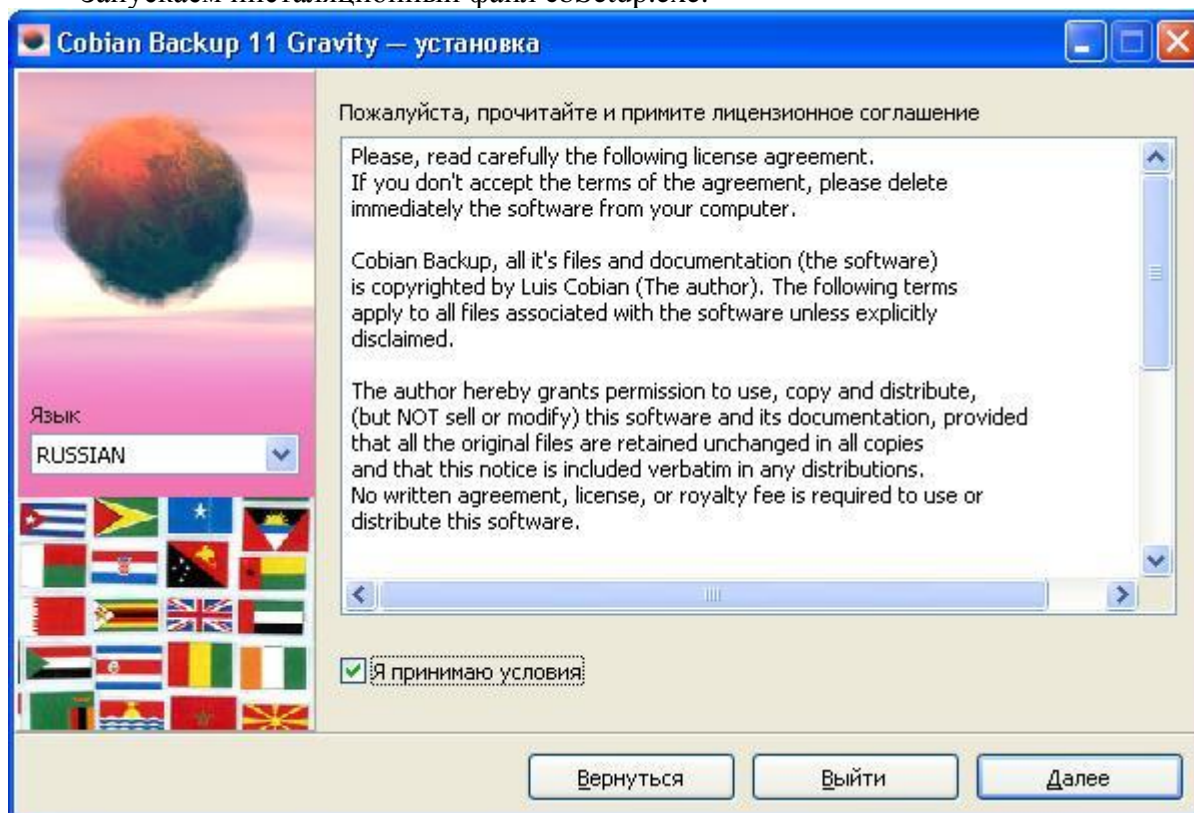 Запускаем инсталяционный файл cbSetup.exe.
Cobian Backup 11 Gravity — установка
Пожалуйста, прочитайте и примите лицензионное соглашение
Please, read carefully the following license agreement.
If you don't accept the terms of the agreement, please delete
immediately the software from your computer.
Cobian Backup, all it's files and documentation (the software)
is copyrighted by Luis Cobian (The author). The following terms
apply to all files associated with the software unless explicitly
disclaimed.
The author hereby grants permission to use, copy and distribute,
(but NOT sell or modify) this software and its documentation, provided
that all the original files are retained unchanged in all copies
and that this notice is included verbatim in any distributions.
No written agreement, license, or royalty fee is required to use or
distribute this software.
Язык
RUSSIAN
Я принимаю условия
Вернуться
Выйти
Далее